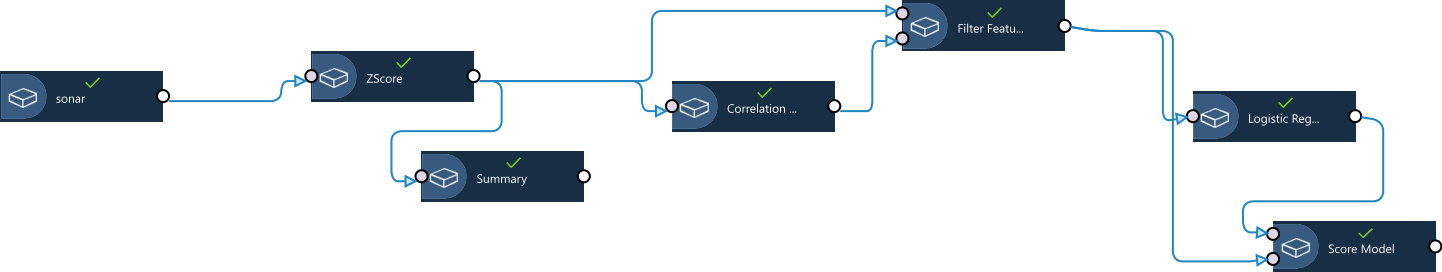 sonar
ZScore
Summary
Correlation ...
Filter Featu...
Logistic Reg...
Score Model